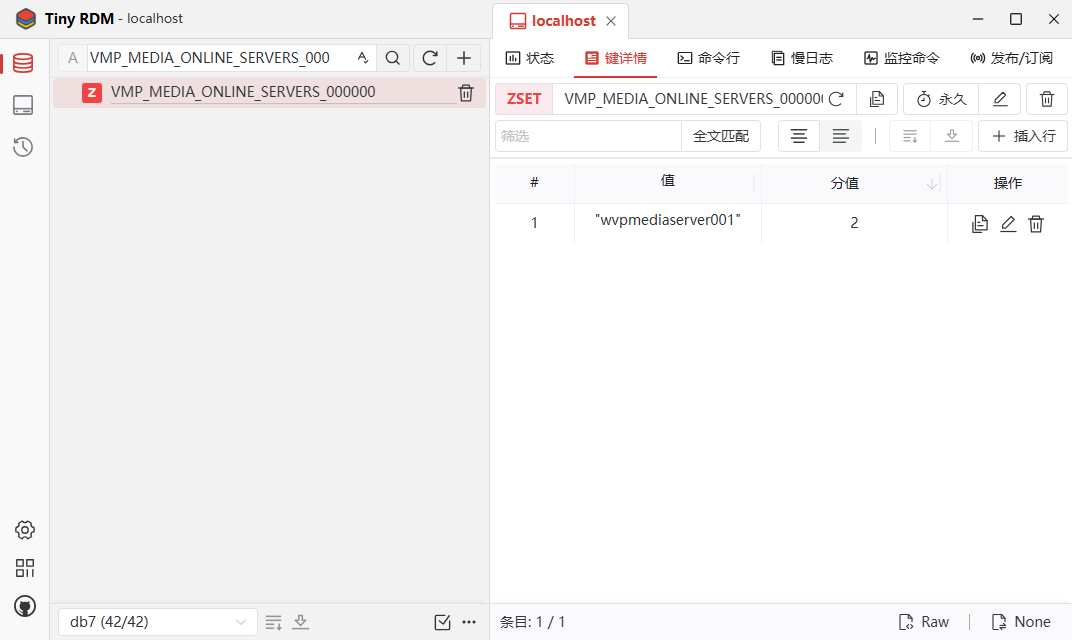 Tiny RDM - localhost
localhost
A VMP_MEDIA_ONLINE_SERVERS_000
Z VMP_MEDIA_ONLINE_SERVERS_000000
状态 键详情 命令行 慢日志 监控命令 发布/订阅
ZSET VMP_MEDIA_ONLINE_SERVERS_000000 永久
筛选 全文匹配 插入行
# 值 分值 操作
1 "wvpmediaserver001" 2
db7 (42/42)
条目: 1 / 1 Raw None